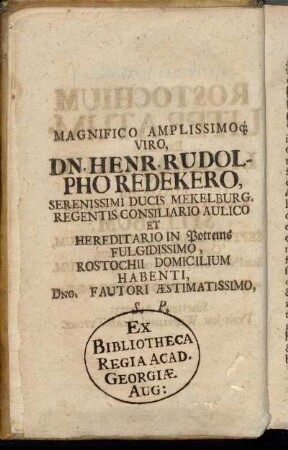 MAGNIFICO AMPLISSIMOq́;
VIRO,
DN. HENR. RUDOL-
PHO REDEKERO,
SERENISSIMI DUCIS MEKELBURG.
REGENTIS CONSILIARIO AULICO
ET
HEREDITARIO IN Potrems
FULGIDISSIMO,
ROSTOCHII DOMICILIUM
HABENTI,
DNO. FAUTORI ÆSTIMATISSIMO,
S. P.
EX
BIBLIOTHECA
REGIA ACAD.
GEORGIÆ.
AUG: